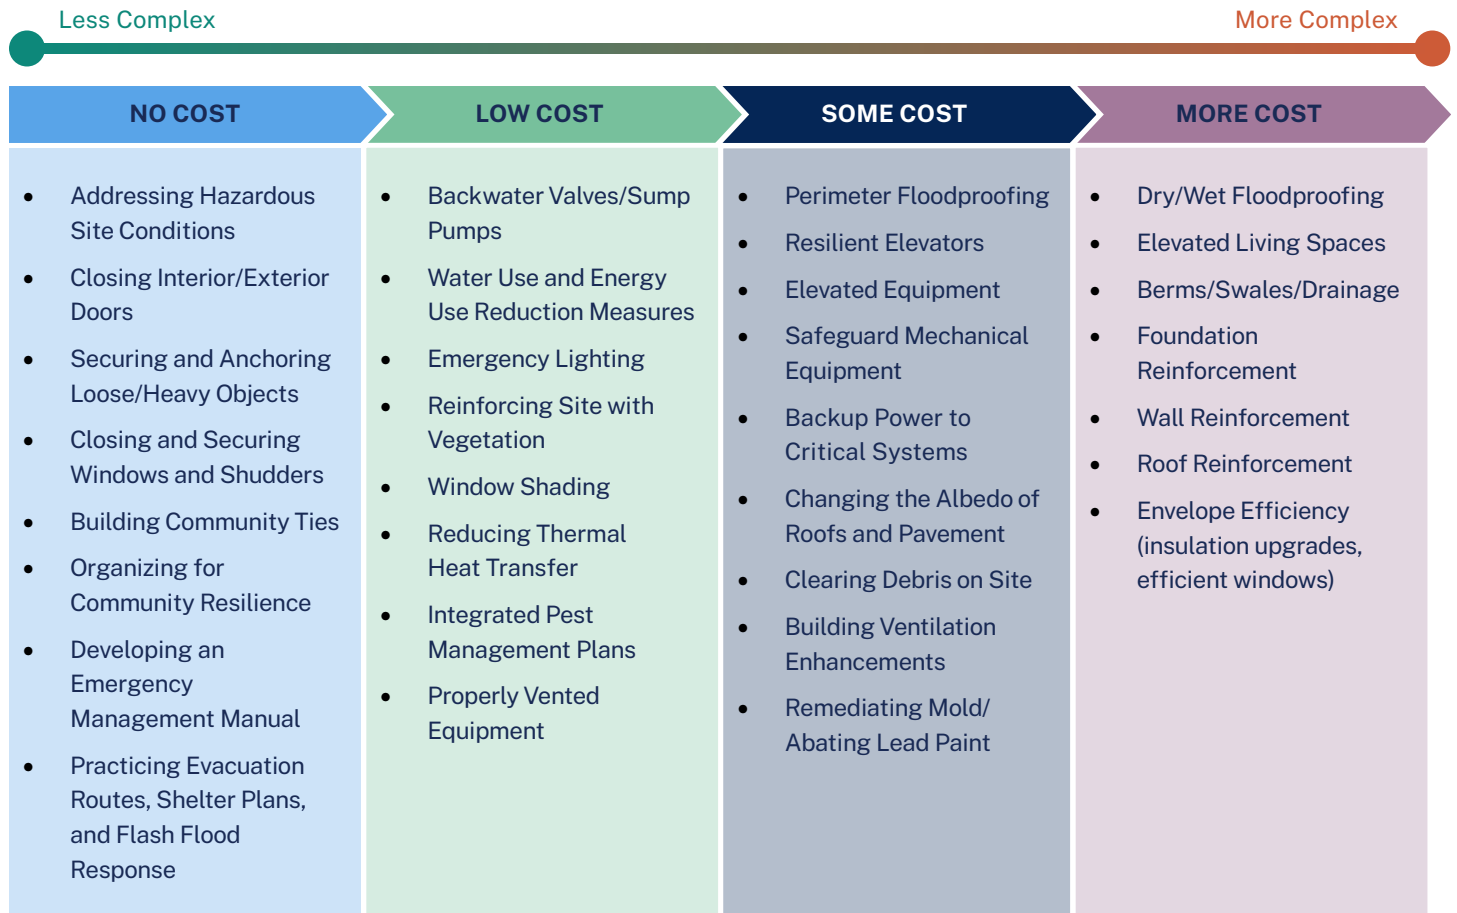 Less Complex
More Complex
NO COST
LOW COST
SOME COST
MORE COST
• Addressing Hazardous
Site Conditions
• Closing Interior/Exterior
Doors
• Securing and Anchoring
Loose/Heavy Objects
• Closing and Securing
Windows and Shudders
• Building Community Ties
• Organizing for
Community Resilience
• Developing an
Emergency
Management Manual
• Practicing Evacuation
Routes, Shelter Plans,
and Flash Flood
Response
• Backwater Valves/Sump
Pumps
• Water Use and Energy
Use Reduction Measures
• Emergency Lighting
• Reinforcing Site with
Vegetation
• Window Shading
• Reducing Thermal
Heat Transfer
• Integrated Pest
Management Plans
• Properly Vented
Equipment
• Perimeter Floodproofing
• Resilient Elevators
• Elevated Equipment
• Safeguard Mechanical
Equipment
• Backup Power to
Critical Systems
• Changing the Albedo of
Roofs and Pavement
• Clearing Debris on Site
• Building Ventilation
Enhancements
• Remediating Mold/
Abating Lead Paint
• Dry/Wet Floodproofing
• Elevated Living Spaces
• Berms/Swales/Drainage
• Foundation
Reinforcement
• Wall Reinforcement
• Roof Reinforcement
• Envelope Efficiency
(insulation upgrades,
efficient windows)